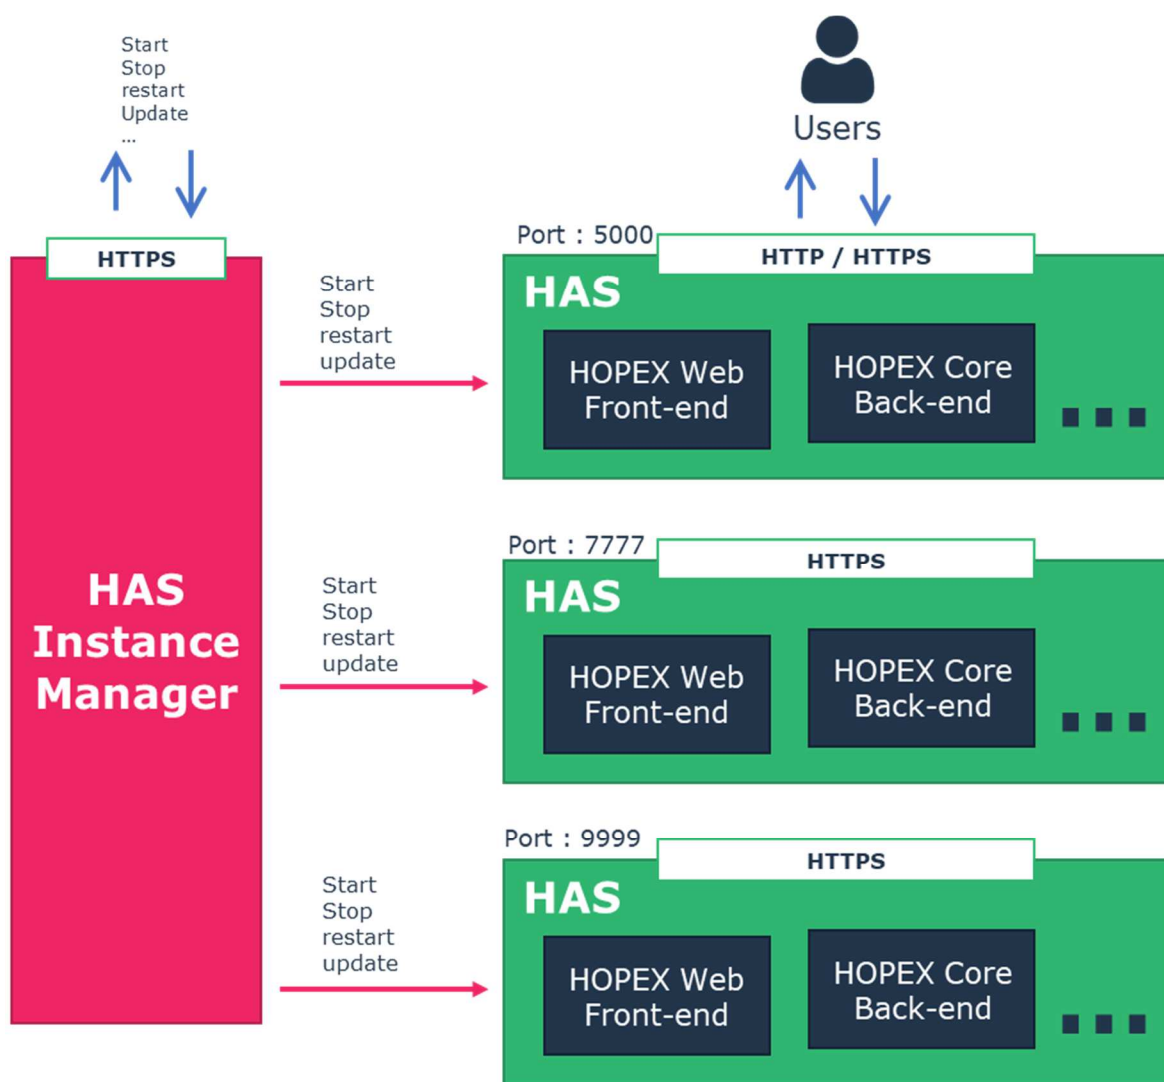 Start
Stop
restart
Update
...
Users
HTTPS
HAS
Instance
Manager
Start
Stop
restart
update
Port : 5000
HTTP / HTTPS
HAS
HOPEX Web
Front-end
HOPEX Core
Back-end
Start
Stop
restart
update
Port : 7777
HTTPS
HAS
HOPEX Web
Front-end
HOPEX Core
Back-end
Start
Stop
restart
update
Port : 9999
HTTPS
HAS
HOPEX Web
Front-end
HOPEX Core
Back-end